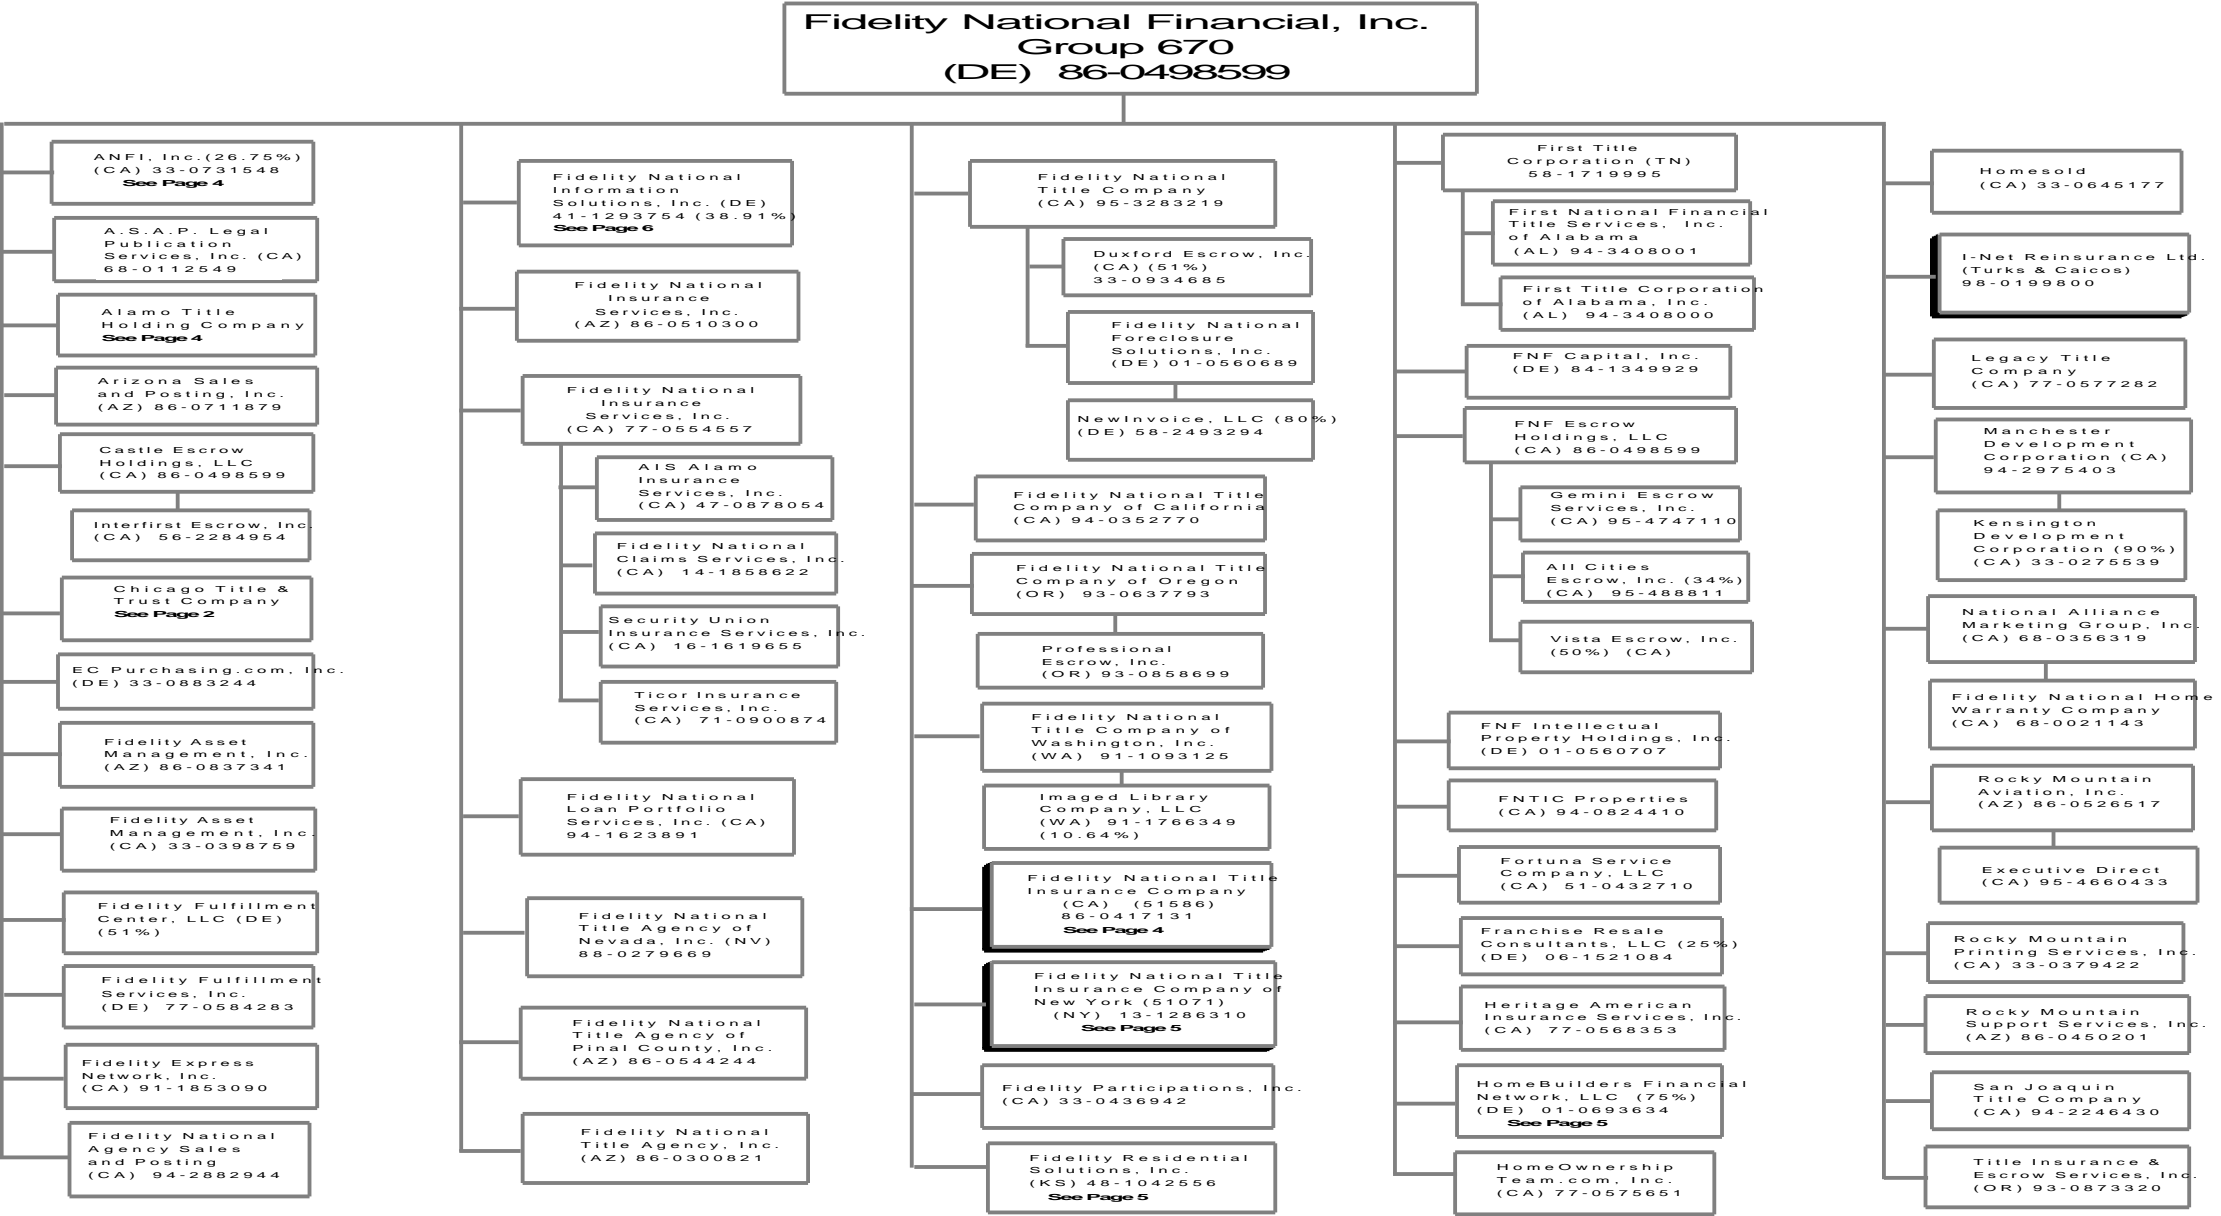 Fidelity National Financial, Inc.
Group 670
(DE) 86-0498599
ANFI, Inc.(26.75%)
(CA) 33-0731548
See Page 4
A.S.A.P. Legal
Publication
Services, Inc. (CA)
68-0112549
Alamo Title
Holding Company
See Page 4
Arizona Sales
and Posting, Inc.
(AZ) 86-0711879
Castle Escrow
Holdings, LLC
(CA) 86-0498599
Interfirst Escrow, Inc.
(CA) 56-2284954
Chicago Title &
Trust Company
See Page 2
EC Purchasing.com, Inc.
(DE) 33-0883244
Fidelity Asset
Management, Inc.
(AZ) 86-0837341
Fidelity Asset
Management, Inc.
(CA) 33-0398759
Fidelity Fulfillment
Center, LLC (DE)
(51%)
Fidelity Fulfillment
Services, Inc.
(DE) 77-0584283
Fidelity Express
Network, Inc.
(CA) 91-1853090
Fidelity National
Agency Sales
and Posting
(CA) 94-2882944
Fidelity National
Information
Solutions, Inc. (DE)
41-1293754 (38.91%)
See Page 6
Fidelity National
Insurance
Services, Inc.
(AZ) 86-0510300
Fidelity National
Insurance
Services, Inc.
(CA) 77-0554557
AIS Alamo
Insurance
Services, Inc.
(CA) 47-0878054
Fidelity National
Claims Services, Inc.
(CA) 14-1858622
Security Union
Insurance Services, Inc.
(CA) 16-1619655
Ticor Insurance
Services, Inc.
(CA) 71-0900874
Fidelity National
Loan Portfolio
Services, Inc. (CA)
94-1623891
Fidelity National
Title Agency of
Nevada, Inc. (NV)
88-0279669
Fidelity National
Title Agency of
Pinal County, Inc.
(AZ) 86-0544244
Fidelity National
Title Agency, Inc.
(AZ) 86-0300821
Fidelity National
Title Company
(CA) 95-3283219
Duxford Escrow, Inc.
(CA) (51%)
33-0934685
Fidelity National
Foreclosure
Solutions, Inc.
(DE) 01-0560689
NewInvoice, LLC (80%)
(DE) 58-2493294
Fidelity National Title
Company of California
(CA) 94-0352770
Fidelity National Title
Company of Oregon
(OR) 93-0637793
Professional
Escrow, Inc.
(OR) 93-0858699
Fidelity National
Title Company of
Washington, Inc.
(WA) 91-1093125
Imaged Library
Company, LLC
(WA) 91-1766349
(10.64%)
Fidelity National Title
Insurance Company
(CA) (51586)
86-0417131
See Page 4
Fidelity National Title
Insurance Company of
New York (51071)
(NY) 13-1286310
See Page 5
Fidelity Participations, Inc.
(CA) 33-0436942
Fidelity Residential
Solutions, Inc.
(KS) 48-1042556
See Page 5
First Title
Corporation (TN)
58-1719995
First National Financial
Title Services, Inc.
of Alabama
(AL) 94-3408001
First Title Corporation
of Alabama, Inc.
(AL) 94-3408000
FNF Capital, Inc.
(DE) 84-1349929
FNF Escrow
Holdings, LLC
(CA) 86-0498599
Gemini Escrow
Services, Inc.
(CA) 95-4747110
All Cities
Escrow, Inc. (34%)
(CA) 95-488811
Vista Escrow, Inc.
(50%) (CA)
FNF Intellectual
Property Holdings, Inc.
(DE) 01-0560707
FNTIC Properties
(CA) 94-0824410
Fortuna Service
Company, LLC
(CA) 51-0432710
Franchise Resale
Consultants, LLC (25%)
(DE) 06-1521084
Heritage American
Insurance Services, Inc.
(CA) 77-0568353
HomeBuilders Financial
Network, LLC (75%)
(DE) 01-0693634
See Page 5
HomeOwnership
Team.com, Inc.
(CA) 77-0575651
Homesold
(CA) 33-0645177
I-Net Reinsurance Ltd.
(Turks & Caicos)
98-0199800
Legacy Title
Company
(CA) 77-0577282
Manchester
Development
Corporation (CA)
94-2975403
Kensington
Development
Corporation (90%)
(CA) 33-0275539
National Alliance
Marketing Group, Inc.
(CA) 68-0356319
Fidelity National Home
Warranty Company
(CA) 68-0021143
Rocky Mountain
Aviation, Inc.
(AZ) 86-0526517
Executive Direct
(CA) 95-4660433
Rocky Mountain
Printing Services, Inc.
(CA) 33-0379422
Rocky Mountain
Support Services, Inc.
(AZ) 86-0450201
San Joaquin
Title Company
(CA) 94-2246430
Title Insurance &
Escrow Services, Inc.
(OR) 93-0873320